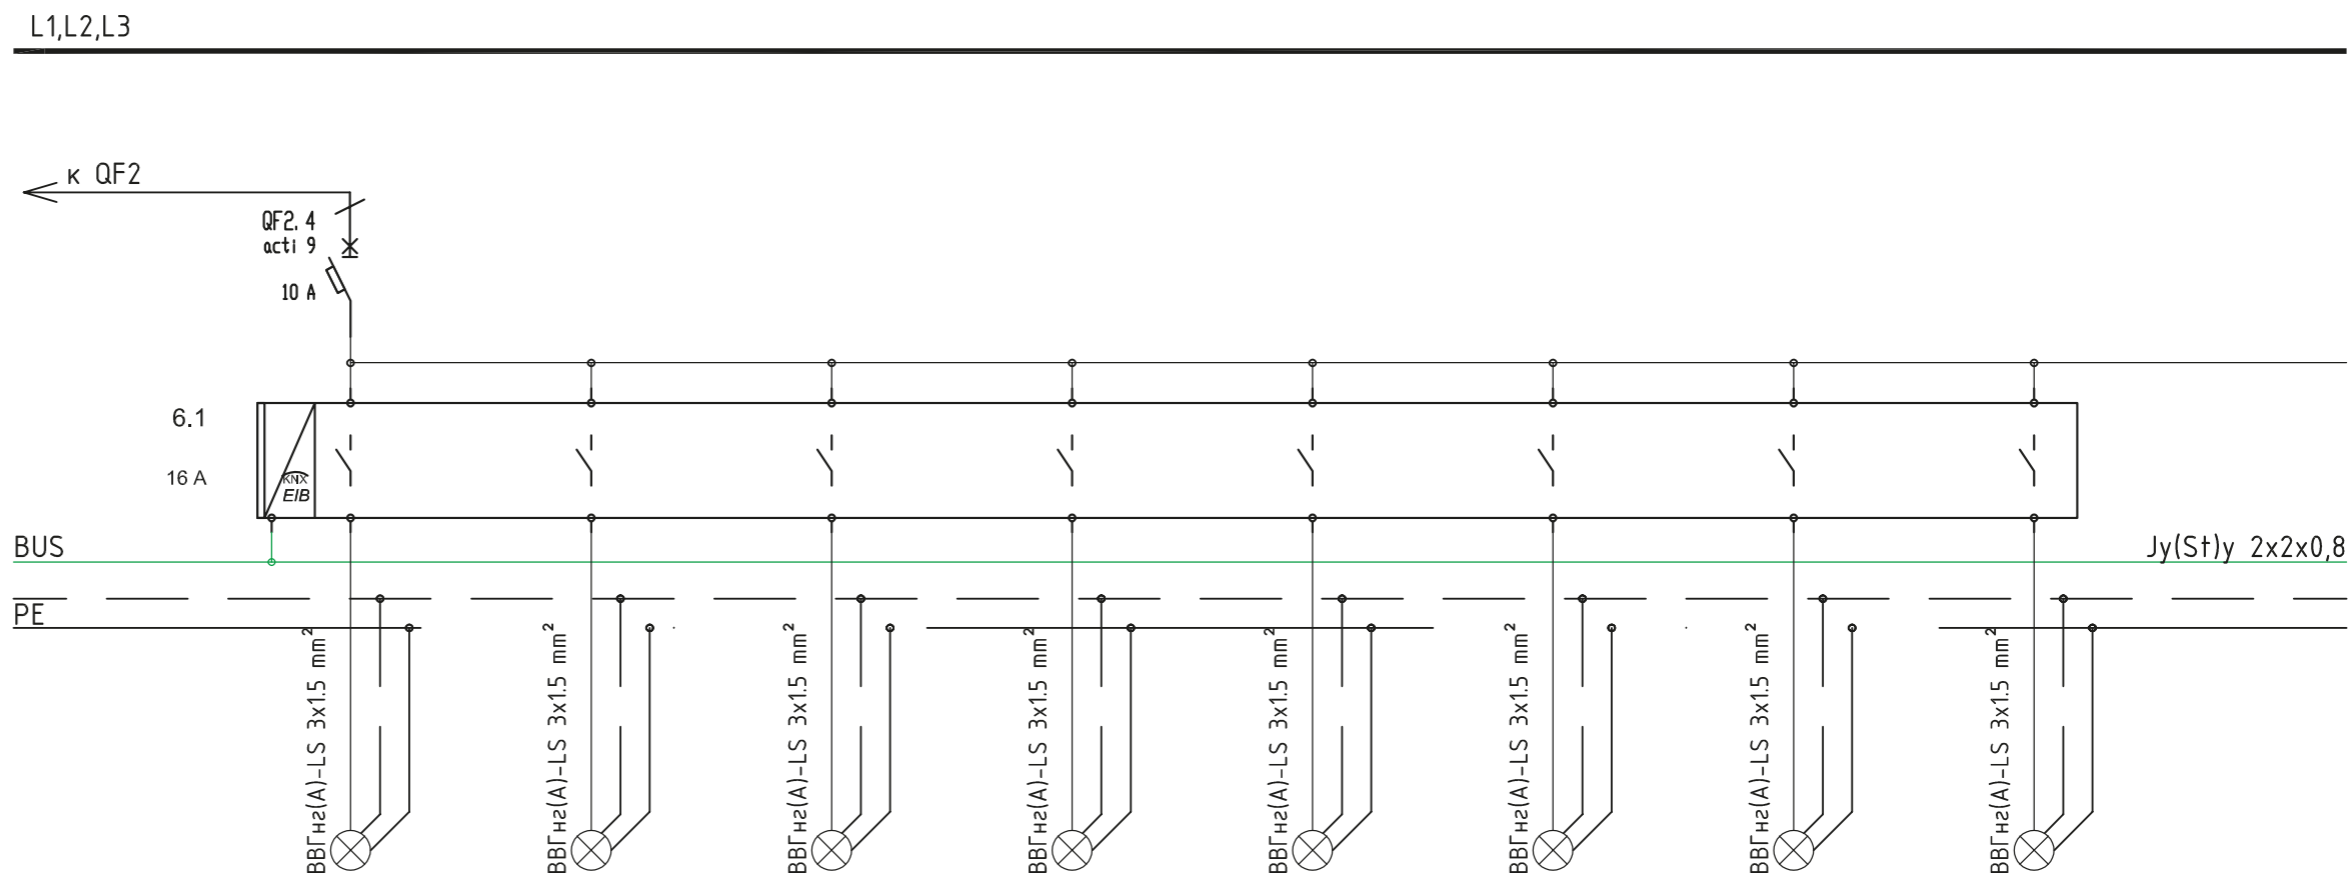 L1,L2,L3
к QF2
QF2. 4
acti 9
10 A
6.1
16 A
KNX
EIB
BUS
Jy(St)y 2x2x0,8
PE
ВВГнг(А)-LS 3x1.5 mm²
ВВГнг(А)-LS 3x1.5 mm²
ВВГнг(А)-LS 3x1.5 mm²
ВВГнг(А)-LS 3x1.5 mm²
ВВГнг(А)-LS 3x1.5 mm²
ВВГнг(А)-LS 3x1.5 mm²
ВВГнг(А)-LS 3x1.5 mm²
ВВГнг(А)-LS 3x1.5 mm²